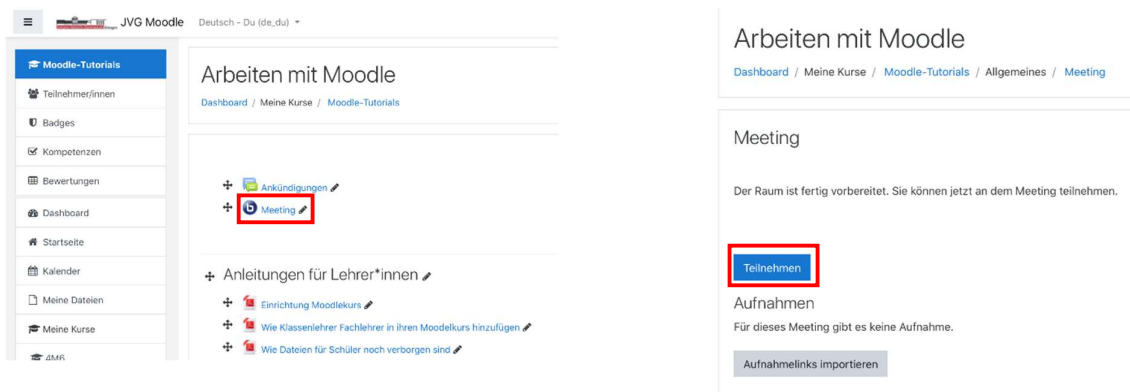 JVG Moodle Deutsch - Du (de_du)
Moodle-Tutorials
Teilnehmer/innen
Badges
Kompetenzen
Bewertungen
Dashboard
Startseite
Kalender
Meine Dateien
Meine Kurse
4M6
Arbeiten mit Moodle
Dashboard / Meine Kurse / Moodle-Tutorials
Ankündigungen
Meeting
Anleitungen für Lehrer*innen
Einrichtung Moodlekurs
Wie Klassenlehrer Fachlehrer in ihren Moodelkurs hinzufügen
Wie Dateien für Schüler noch verborgen sind
Arbeiten mit Moodle
Dashboard / Meine Kurse / Moodle-Tutorials / Allgemeines / Meeting
Meeting
Der Raum ist fertig vorbereitet. Sie können jetzt an dem Meeting teilnehmen.
Teilnehmen
Aufnahmen
Für dieses Meeting gibt es keine Aufnahme.
Aufnahmelinks importieren